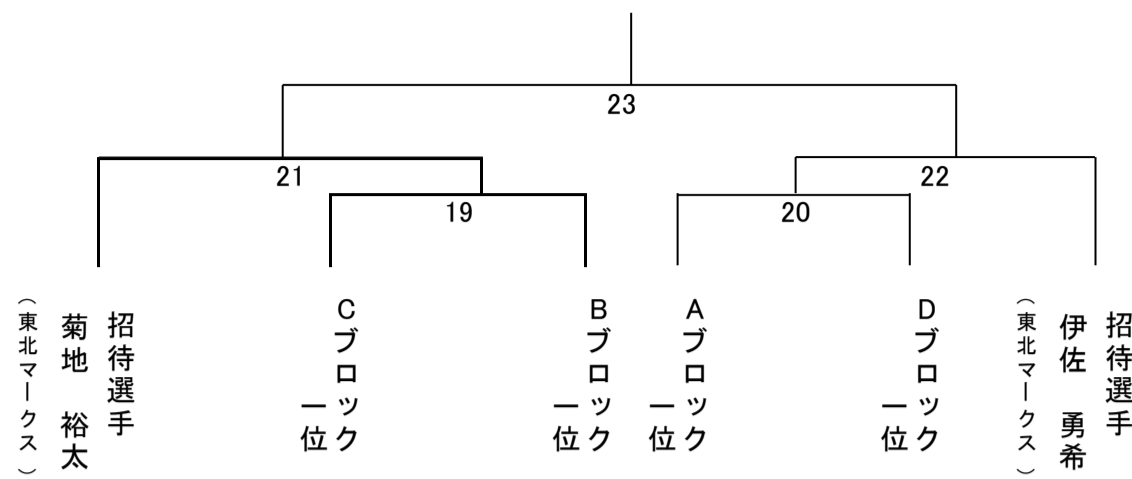 23
21
22
19
20
招待選手
菊地 裕太
（東北マークス）
Cブロック
一位
Bブロック
一位
Aブロック
一位
Dブロック
一位
招待選手
伊佐 勇希
（東北マークス）